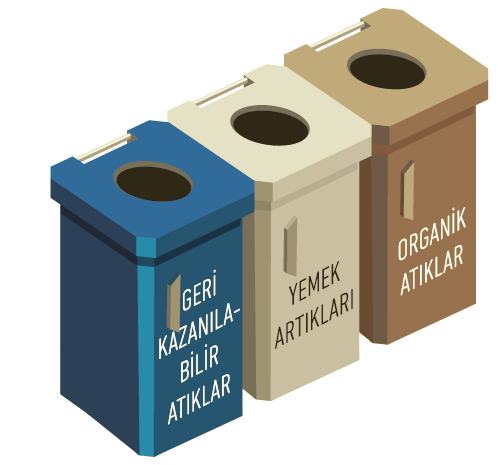 GERİ
KAZANILA-
BİLİR
ATIKLAR
YEMEK
ARTIKLARI
ORGANİK
ATIKLAR